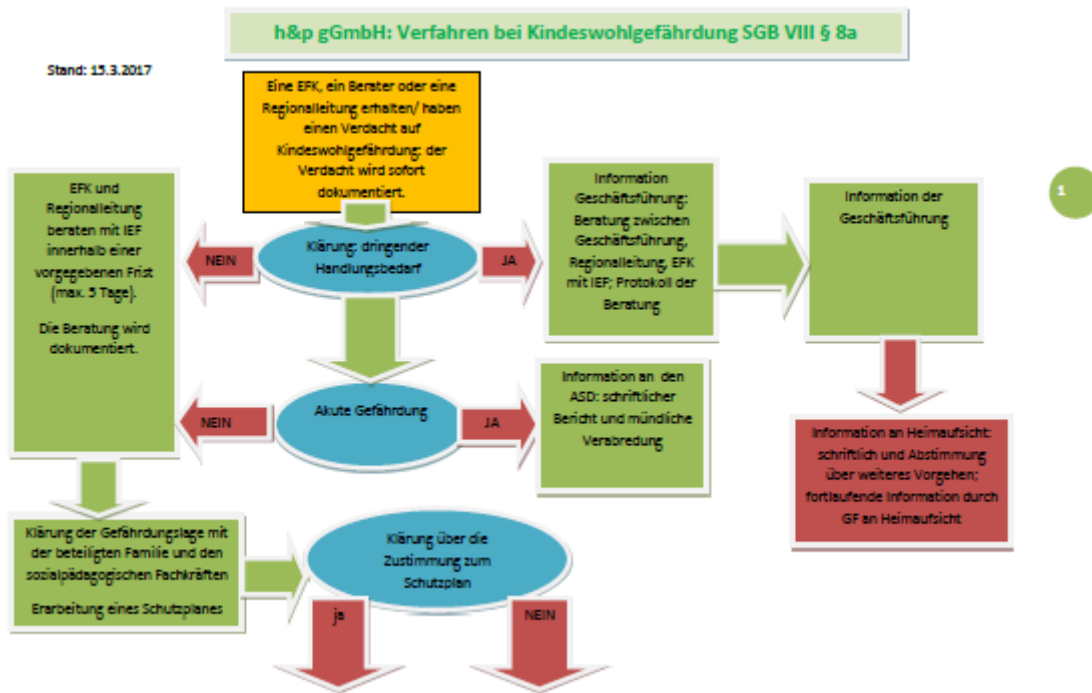 h&p gGmbH: Verfahren bei Kindeswohlgefährdung SGB VIII § 8a
Stand: 15.3.2017
Eine EFK, ein Berater oder eine
Regionalleitung erhalten/ haben
einen Verdacht auf
Kindeswohlgefährdung; der
Verdacht wird sofort
dokumentiert.
EFK und
Regionalleitung
beraten mit IEF
innerhalb einer
vorgegebenen Frist
(max. 5 Tage).
Die Beratung wird
dokumentiert.
NEIN
Klärung: dringender
Handlungsbedarf
JA
Information
Geschäftsführung:
Beratung zwischen
Geschäftsführung,
Regionalleitung, EFK
mit IEF; Protokoll der
Beratung
Information der
Geschäftsführung
1
NEIN
Akute Gefährdung
JA
Information an den
ASD: schriftlicher
Bericht und mündliche
Verabredung
Information an Heimaufsicht:
schriftlich und Abstimmung
über weiteres Vorgehen;
fortlaufende Information durch
GF an Heimaufsicht
Klärung der Gefährdungslage mit
der beteiligten Familie und den
sozialpädagogischen Fachkräften
Erarbeitung eines Schutzplanes
Klärung über die
Zustimmung zum
Schutzplan
ja
NEIN